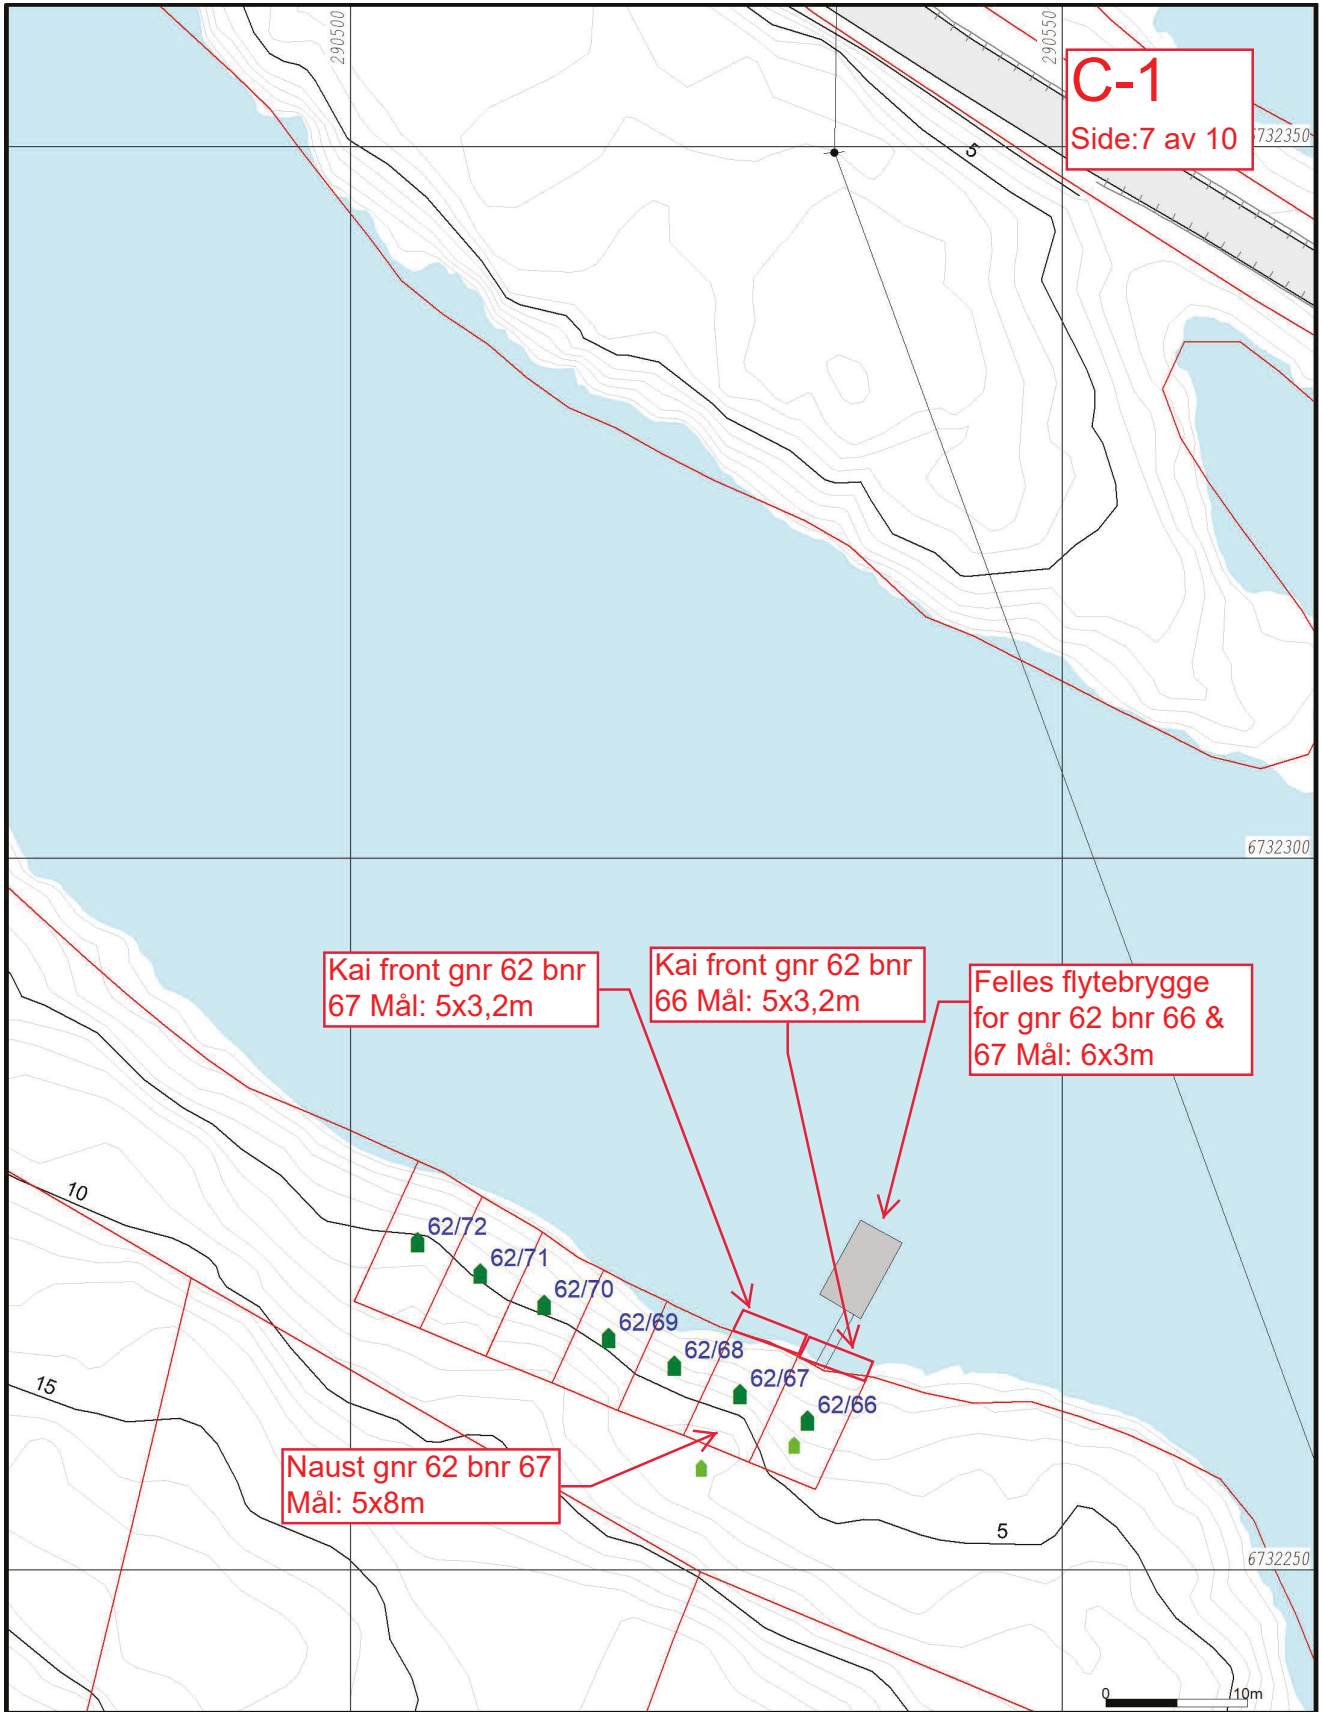 290500
290550
C-1
Side:7 av 10
6732350
5
6732300
Kai front gnr 62 bnr
67 Mål: 5x3,2m
Kai front gnr 62 bnr
66 Mål: 5x3,2m
Felles flytebrygge
for gnr 62 bnr 66 &
67 Mål: 6x3m
10
62/72
62/71
62/70
62/69
62/68
62/67
62/66
15
Naust gnr 62 bnr 67
Mål: 5x8m
5
6732250
0
10m